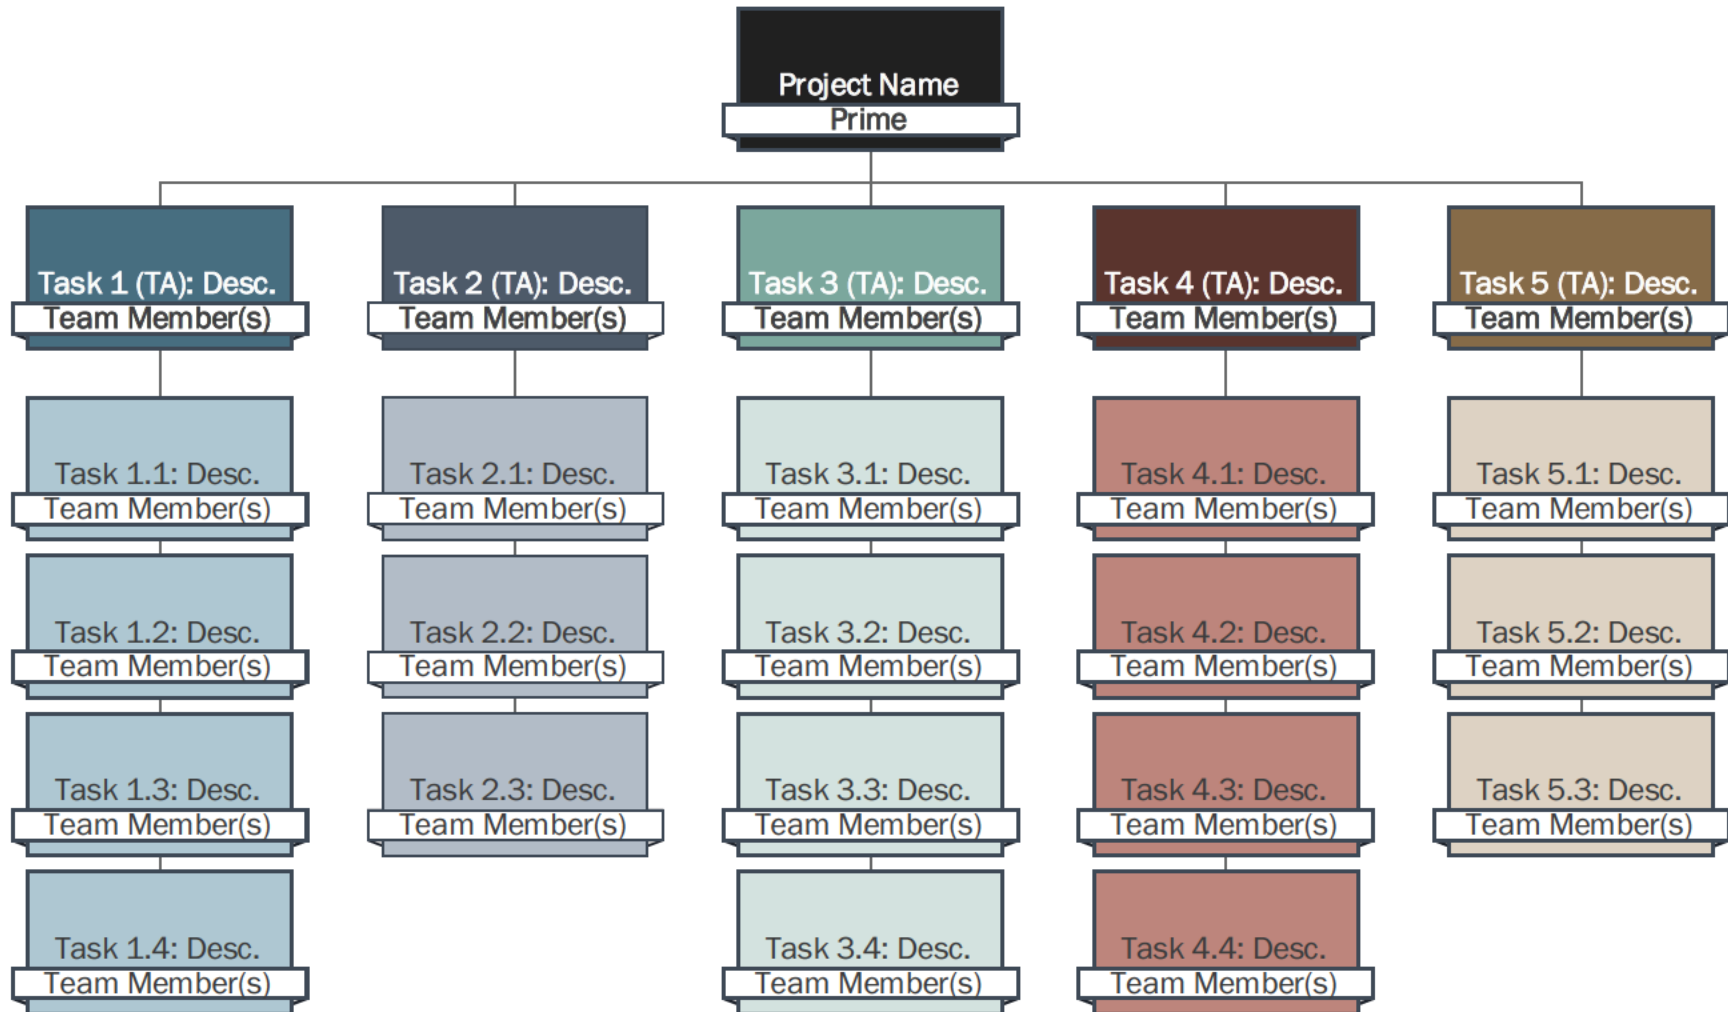 Project Name
Prime
Task 1 (TA): Desc.
Team Member(s)
Task 2 (TA): Desc.
Team Member(s)
Task 3 (TA): Desc.
Team Member(s)
Task 4 (TA): Desc.
Team Member(s)
Task 5 (TA): Desc.
Team Member(s)
Task 1.1: Desc.
Team Member(s)
Task 2.1: Desc.
Team Member(s)
Task 3.1: Desc.
Team Member(s)
Task 4.1: Desc.
Team Member(s)
Task 5.1: Desc.
Team Member(s)
Task 1.2: Desc.
Team Member(s)
Task 2.2: Desc.
Team Member(s)
Task 3.2: Desc.
Team Member(s)
Task 4.2: Desc.
Team Member(s)
Task 5.2: Desc.
Team Member(s)
Task 1.3: Desc.
Team Member(s)
Task 2.3: Desc.
Team Member(s)
Task 3.3: Desc.
Team Member(s)
Task 4.3: Desc.
Team Member(s)
Task 5.3: Desc.
Team Member(s)
Task 1.4: Desc.
Team Member(s)
Task 3.4: Desc.
Team Member(s)
Task 4.4: Desc.
Team Member(s)